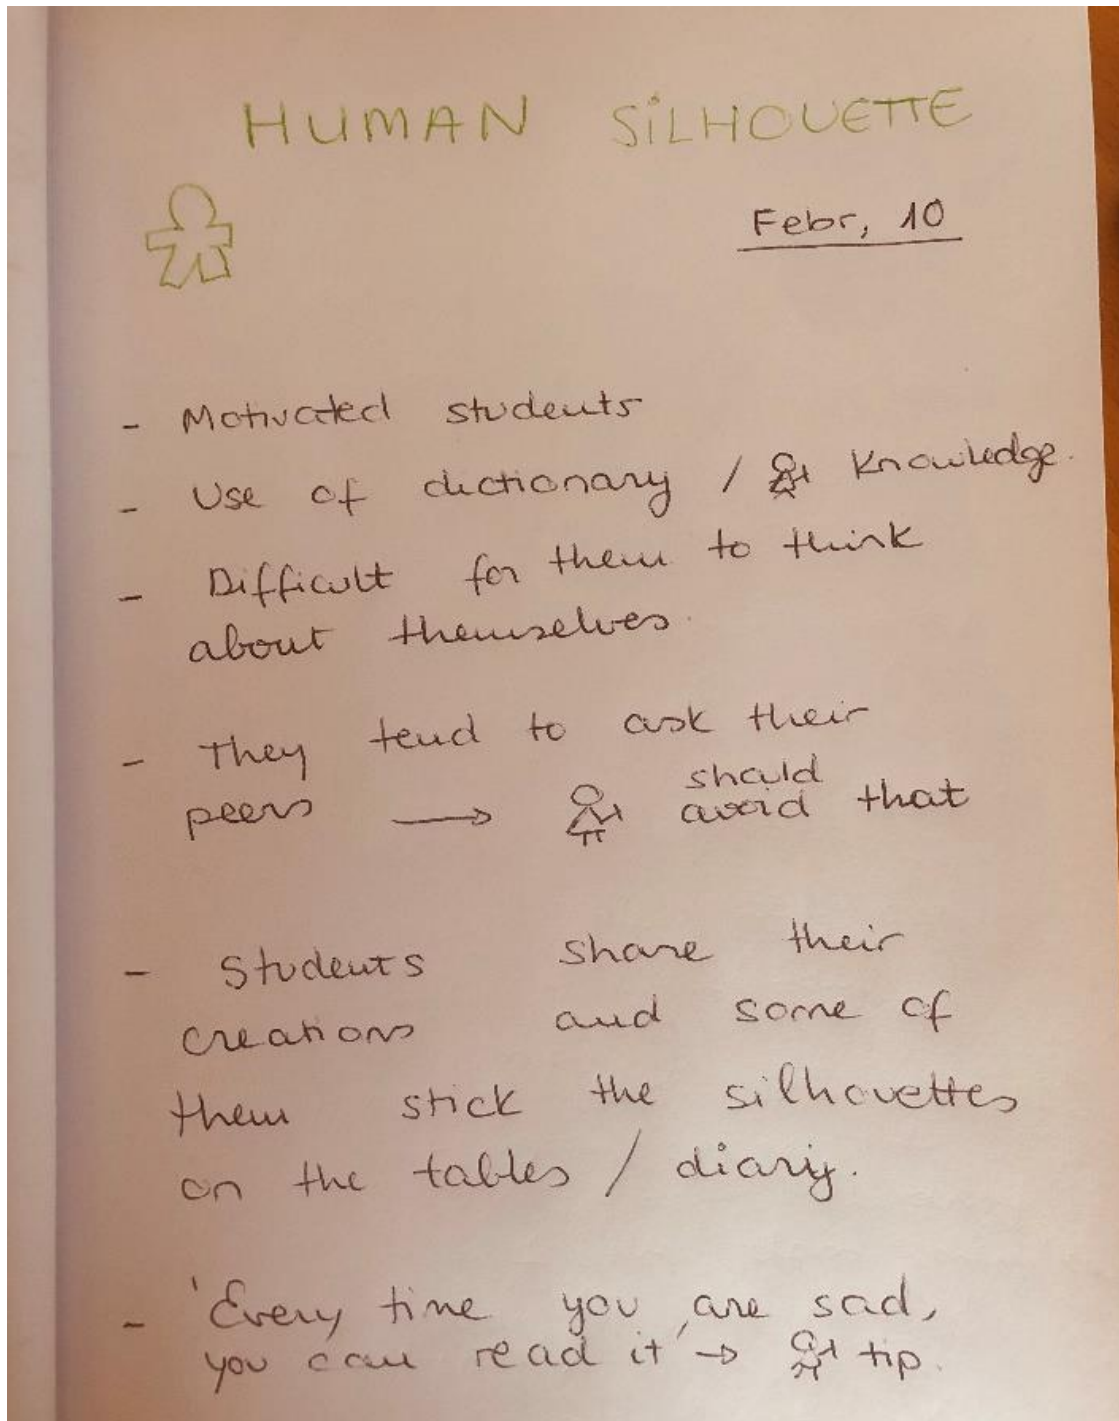 HUMAN SiLHOUETTE
Febr, 10
- Motivated students
- Use of dictionary / Knowledge.
- Difficult for them to think
about themselves.
- They tend to ask their
peers → should avoid that
- Students share their
creations and some of
them stick the silhouettes
on the tables / diary.
- 'Every time you are sad,
you can read it' → tip.